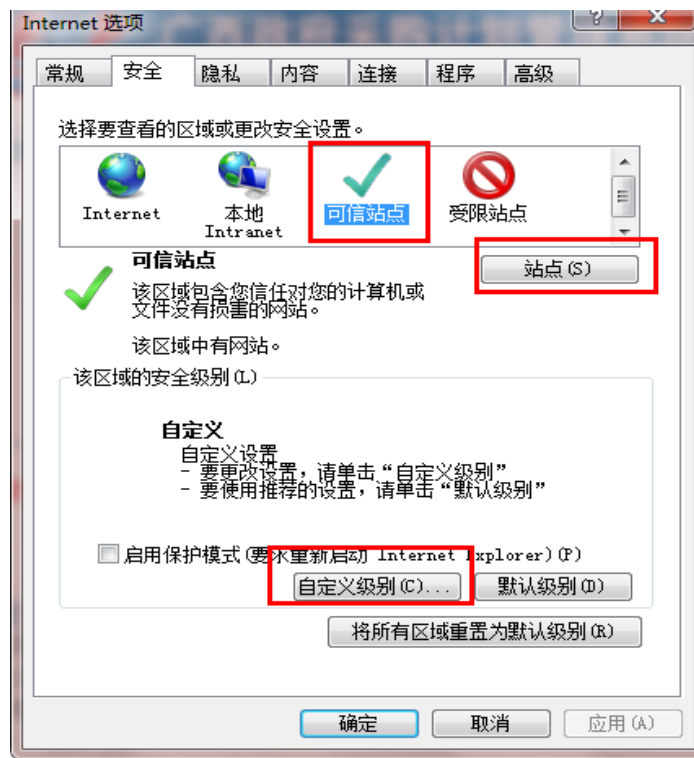 Internet 选项
常规 安全 隐私 内容 连接 程序 高级
选择要查看的区域或更改安全设置。
Internet 本地 可信站点 受限站点
Intranet
可信站点 站点(S)
该区域包含您信任对您的计算机或
文件没有损害的网站。
该区域中有网站。
该区域的安全级别(L)
自定义
自定义设置
- 要更改设置，请单击“自定义级别”
- 要使用推荐的设置，请单击“默认级别”
启用保护模式(要求重新启动 Internet Explorer)(P)
自定义级别(C)... 默认级别(D)
将所有区域重置为默认级别(R)
确定 取消 应用(A)